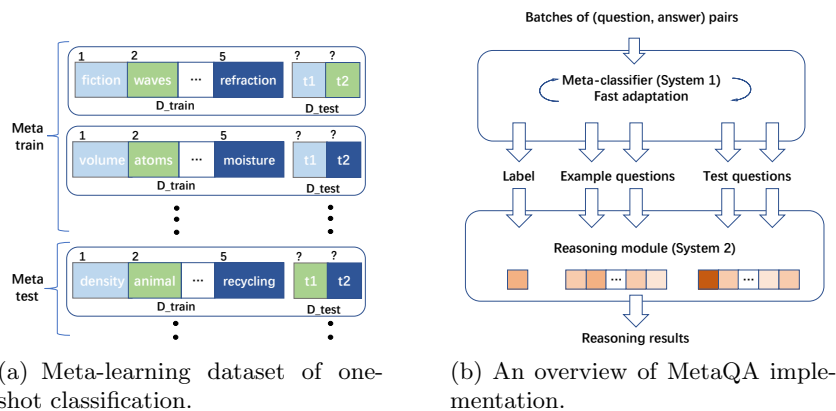 Meta
train
1 2 5 ? ?
fiction waves ... refraction t1 t2
D_train D_test
1 2 5 ? ?
volume atoms ... moisture t1 t2
D_train D_test
Meta
test
1 2 5 ? ?
density animal ... recycling t1 t2
D_train D_test
(a) Meta-learning dataset of one-
shot classification.
Batches of (question, answer) pairs
Meta-classifier (System 1)
Fast adaptation
Label Example questions Test questions
Reasoning module (System 2)
... ...
Reasoning results
(b) An overview of MetaQA imple-
mentation.